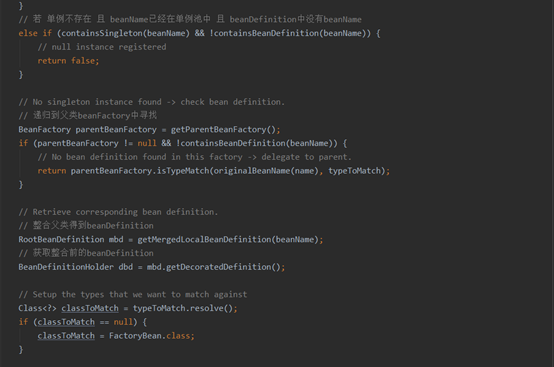 }
// 若 单例不存在 且 beanName已经在单例池中 且 beanDefinition中没有beanName
else if (containsSingleton(beanName) && !containsBeanDefinition(beanName)) {
// null instance registered
return false;
}
// No singleton instance found -> check bean definition.
// 递归到父类beanFactory中寻找
BeanFactory parentBeanFactory = getParentBeanFactory();
if (parentBeanFactory != null && !containsBeanDefinition(beanName)) {
// No bean definition found in this factory -> delegate to parent.
return parentBeanFactory.isTypeMatch(originalBeanName(name), typeToMatch);
}
// Retrieve corresponding bean definition.
// 整合父类得到beanDefinition
RootBeanDefinition mbd = getMergedLocalBeanDefinition(beanName);
// 获取整合前的beanDefinition
BeanDefinitionHolder dbd = mbd.getDecoratedDefinition();
// Setup the types that we want to match against
Class<?> classToMatch = typeToMatch.resolve();
if (classToMatch == null) {
classToMatch = FactoryBean.class;
}